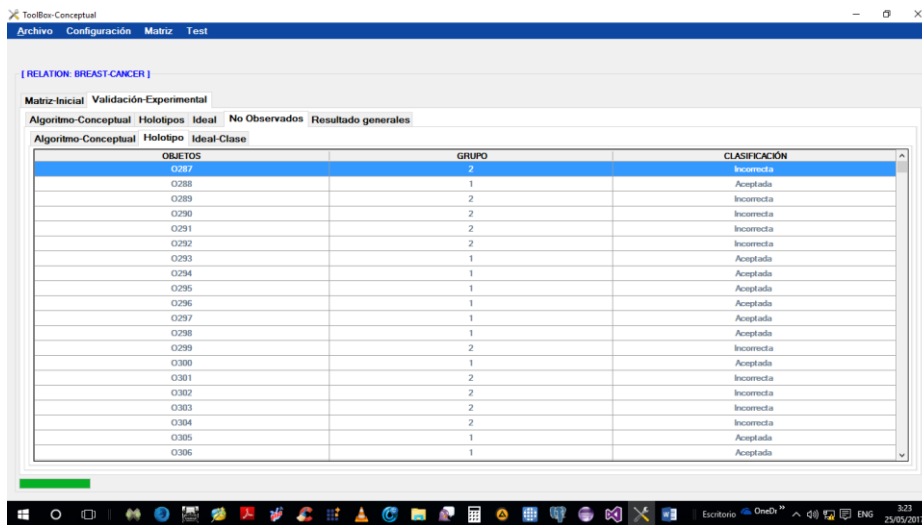 ToolBox-Conceptual
Archivo Configuración Matriz Test
[ RELATION: BREAST-CANCER ]
Matriz-Inicial Validación-Experimental
Algoritmo-Conceptual Holotipos Ideal No Observados Resultado generales
Algoritmo-Conceptual Holotipo Ideal-Clase
OBJETOS GRUPO CLASIFICACIÓN
O287 2 Incorrecta
O288 1 Aceptada
O289 2 Incorrecta
O290 2 Incorrecta
O291 2 Incorrecta
O292 2 Incorrecta
O293 1 Aceptada
O294 1 Aceptada
O295 1 Aceptada
O296 1 Aceptada
O297 1 Aceptada
O298 1 Aceptada
O299 2 Incorrecta
O300 1 Aceptada
O301 2 Incorrecta
O302 2 Incorrecta
O303 2 Incorrecta
O304 2 Incorrecta
O305 1 Aceptada
O306 1 Aceptada
Escritorio OneDr ENG 3:23